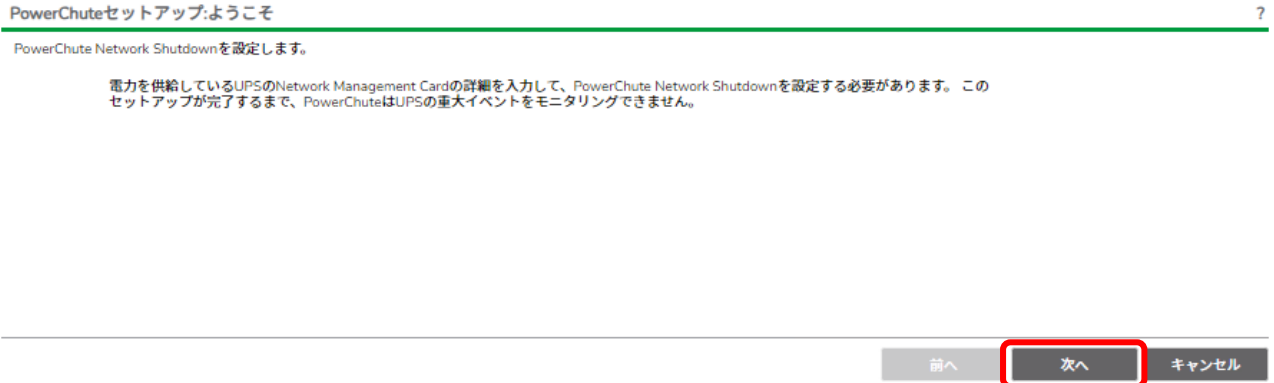 PowerChuteセットアップ:ようこそ ?
PowerChute Network Shutdownを設定します。
電力を供給しているUPSのNetwork Management Cardの詳細を入力して、PowerChute Network Shutdownを設定する必要があります。 この
セットアップが完了するまで、PowerChuteはUPSの重大イベントをモニタリングできません。
前へ 次へ キャンセル